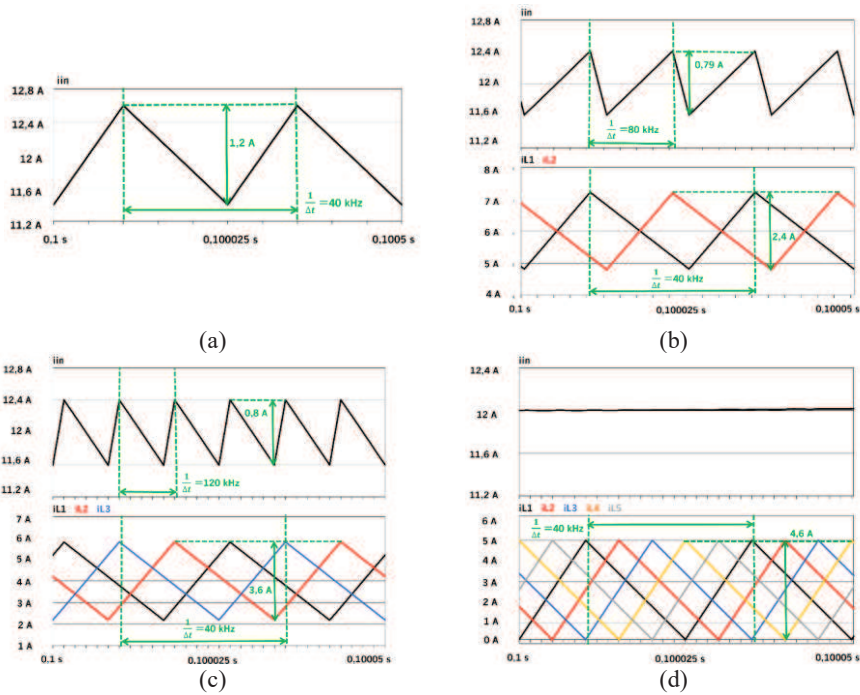 iin
12,8 A
12,4 A
12 A
11,6 A
11,2 A
1,2 A
1/Δt =40 kHz
0,1 s
0,100025 s
0,1005 s
(a)
iin
12,8 A
12,4 A
12 A
11,6 A
11,2 A
0,79 A
1/Δt =80 kHz
iL1 iL2
8 A
7 A
6 A
5 A
4 A
2,4 A
1/Δt =40 kHz
0.1 s
0,100025 s
0,10005 s
(b)
iin
12,8 A
12,4 A
12 A
11,6 A
11,2 A
0,8 A
1/Δt =120 kHz
iL1 iL2 iL3
7 A
6 A
5 A
4 A
3 A
2 A
1 A
3,6 A
1/Δt =40 kHz
0.1 s
0,100025 s
0,10005 s
(c)
iin
12,4 A
12 A
11,6 A
11,2 A
iL1 iL2 iL3 iL4 iL5
6 A
5 A
4 A
3 A
2 A
1 A
0 A
1/Δt =40 kHz
4,6 A
0.1 s
0,100025 s
0,10005 s
(d)